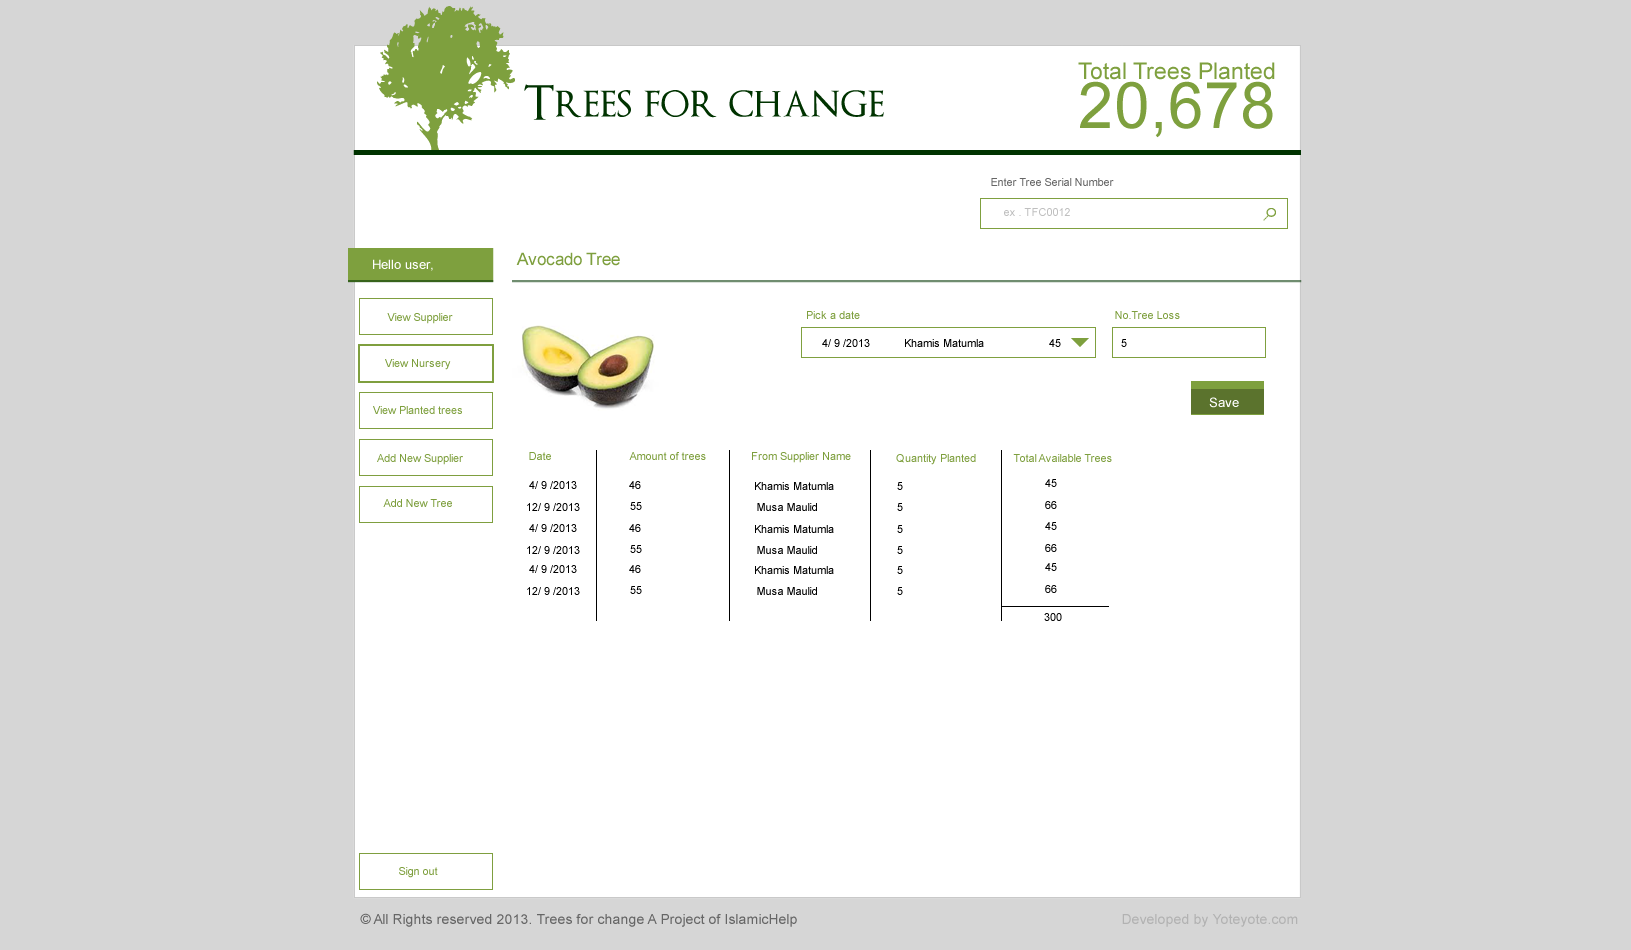 TREES FOR CHANGE
Total Trees Planted
20,678
Enter Tree Serial Number
ex . TFC0012
Hello user,
Avocado Tree
View Supplier
View Nursery
View Planted trees
Add New Supplier
Add New Tree
Pick a date
No.Tree Loss
4/ 9 /2013 Khamis Matumla 45
5
Save
Date Amount of trees From Supplier Name Quantity Planted Total Available Trees
4/ 9 /2013 46 Khamis Matumla 5 45
12/ 9 /2013 55 Musa Maulid 5 66
4/ 9 /2013 46 Khamis Matumla 5 45
12/ 9 /2013 55 Musa Maulid 5 66
4/ 9 /2013 46 Khamis Matumla 5 45
12/ 9 /2013 55 Musa Maulid 5 66
300
Sign out
© All Rights reserved 2013. Trees for change A Project of IslamicHelp
Developed by Yoteyote.com